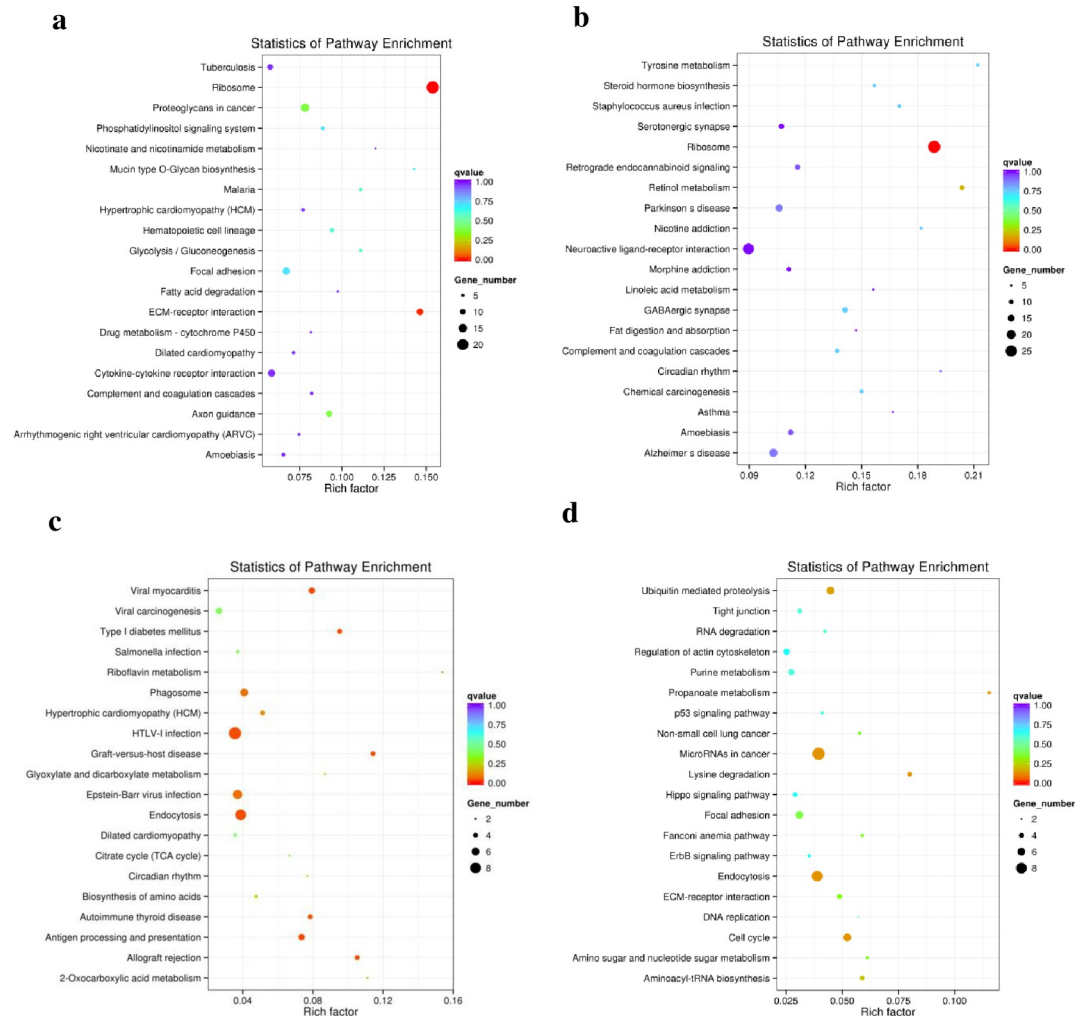 a
Statistics of Pathway Enrichment
Tuberculosis
Ribosome
Proteoglycans in cancer
Phosphatidylinositol signaling system
Nicotinate and nicotinamide metabolism
Mucin type O-Glycan biosynthesis
Malaria
Hypertrophic cardiomyopathy (HCM)
Hematopoietic cell lineage
Glycolysis / Gluconeogenesis
Focal adhesion
Fatty acid degradation
ECM-receptor interaction
Drug metabolism - cytochrome P450
Dilated cardiomyopathy
Cytokine-cytokine receptor interaction
Complement and coagulation cascades
Axon guidance
Arrhythmogenic right ventricular cardiomyopathy (ARVC)
Amoebiasis
0.075 0.100 0.125 0.150
Rich factor
qvalue
1.00
0.75
0.50
0.25
0.00
Gene_number
5
10
15
20
b
Statistics of Pathway Enrichment
Tyrosine metabolism
Steroid hormone biosynthesis
Staphylococcus aureus infection
Serotonergic synapse
Ribosome
Retrograde endocannabinoid signaling
Retinol metabolism
Parkinson s disease
Nicotine addiction
Neuroactive ligand-receptor interaction
Morphine addiction
Linoleic acid metabolism
GABAergic synapse
Fat digestion and absorption
Complement and coagulation cascades
Circadian rhythm
Chemical carcinogenesis
Asthma
Amoebiasis
Alzheimer s disease
0.09 0.12 0.15 0.18 0.21
Rich factor
qvalue
1.00
0.75
0.50
0.25
0.00
Gene_number
5
10
15
20
25
c
Statistics of Pathway Enrichment
Viral myocarditis
Viral carcinogenesis
Type I diabetes mellitus
Salmonella infection
Riboflavin metabolism
Phagosome
Hypertrophic cardiomyopathy (HCM)
HTLV-I infection
Graft-versus-host disease
Glyoxylate and dicarboxylate metabolism
Epstein-Barr virus infection
Endocytosis
Dilated cardiomyopathy
Citrate cycle (TCA cycle)
Circadian rhythm
Biosynthesis of amino acids
Autoimmune thyroid disease
Antigen processing and presentation
Allograft rejection
2-Oxocarboxylic acid metabolism
0.04 0.08 0.12 0.16
Rich factor
qvalue
1.00
0.75
0.50
0.25
0.00
Gene_number
2
4
6
8
d
Statistics of Pathway Enrichment
Ubiquitin mediated proteolysis
Tight junction
RNA degradation
Regulation of actin cytoskeleton
Purine metabolism
Propanoate metabolism
p53 signaling pathway
Non-small cell lung cancer
MicroRNAs in cancer
Lysine degradation
Hippo signaling pathway
Focal adhesion
Fanconi anemia pathway
ErbB signaling pathway
Endocytosis
ECM-receptor interaction
DNA replication
Cell cycle
Amino sugar and nucleotide sugar metabolism
Aminoacyl-tRNA biosynthesis
0.025 0.050 0.075 0.100
Rich factor
qvalue
1.00
0.75
0.50
0.25
0.00
Gene_number
2
4
6
8